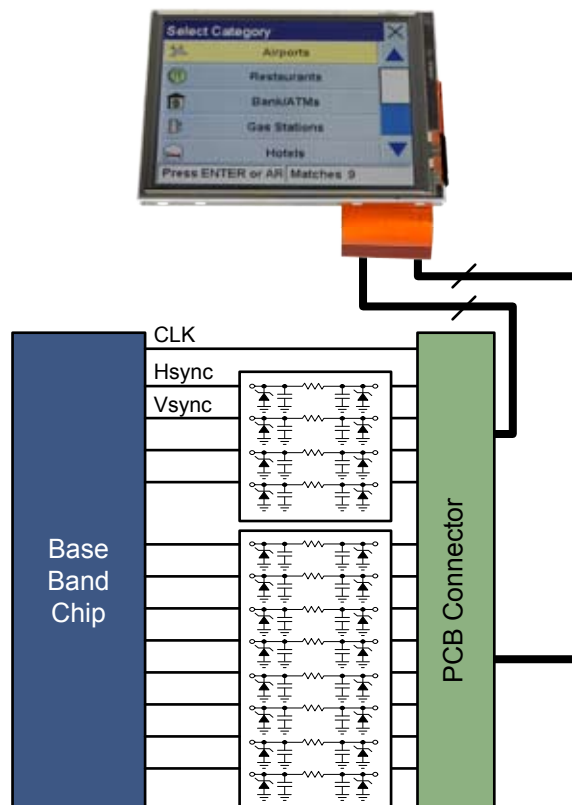 Select Category
Airports
Restaurants
Bank/ATMs
Gas Stations
Hotels
Press ENTER or AR Matches 9
CLK
Hsync
Vsync
Base
Band
Chip
PCB Connector